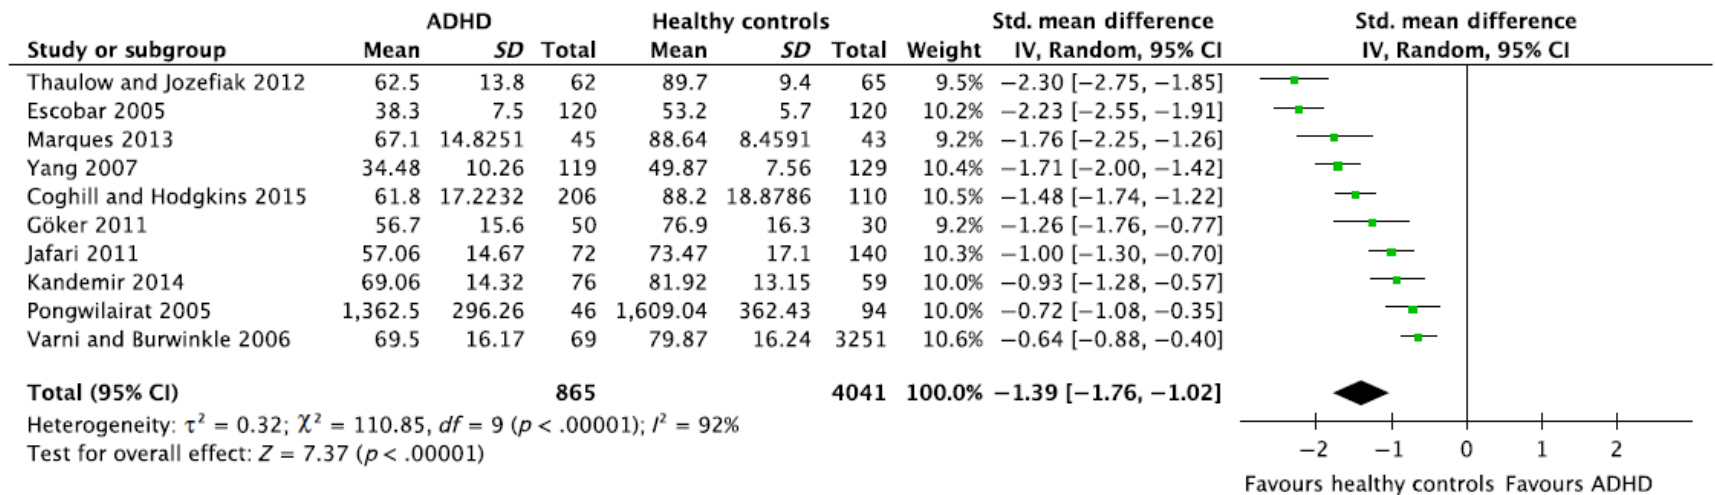 ADHD Healthy controls Std. mean difference Std. mean difference
Study or subgroup Mean SD Total Mean SD Total Weight IV, Random, 95% CI IV, Random, 95% CI
Thaulow and Jozefiak 2012 62.5 13.8 62 89.7 9.4 65 9.5% −2.30 [−2.75, −1.85]
Escobar 2005 38.3 7.5 120 53.2 5.7 120 10.2% −2.23 [−2.55, −1.91]
Marques 2013 67.1 14.8251 45 88.64 8.4591 43 9.2% −1.76 [−2.25, −1.26]
Yang 2007 34.48 10.26 119 49.87 7.56 129 10.4% −1.71 [−2.00, −1.42]
Coghill and Hodgkins 2015 61.8 17.2232 206 88.2 18.8786 110 10.5% −1.48 [−1.74, −1.22]
Göker 2011 56.7 15.6 50 76.9 16.3 30 9.2% −1.26 [−1.76, −0.77]
Jafari 2011 57.06 14.67 72 73.47 17.1 140 10.3% −1.00 [−1.30, −0.70]
Kandemir 2014 69.06 14.32 76 81.92 13.15 59 10.0% −0.93 [−1.28, −0.57]
Pongwilairat 2005 1,362.5 296.26 46 1,609.04 362.43 94 10.0% −0.72 [−1.08, −0.35]
Varni and Burwinkle 2006 69.5 16.17 69 79.87 16.24 3251 10.6% −0.64 [−0.88, −0.40]
Total (95% CI) 865 4041 100.0% −1.39 [−1.76, −1.02]
Heterogeneity: τ² = 0.32; χ² = 110.85, df = 9 (p < .00001); I² = 92%
Test for overall effect: Z = 7.37 (p < .00001)
−2 −1 0 1 2
Favours healthy controls Favours ADHD